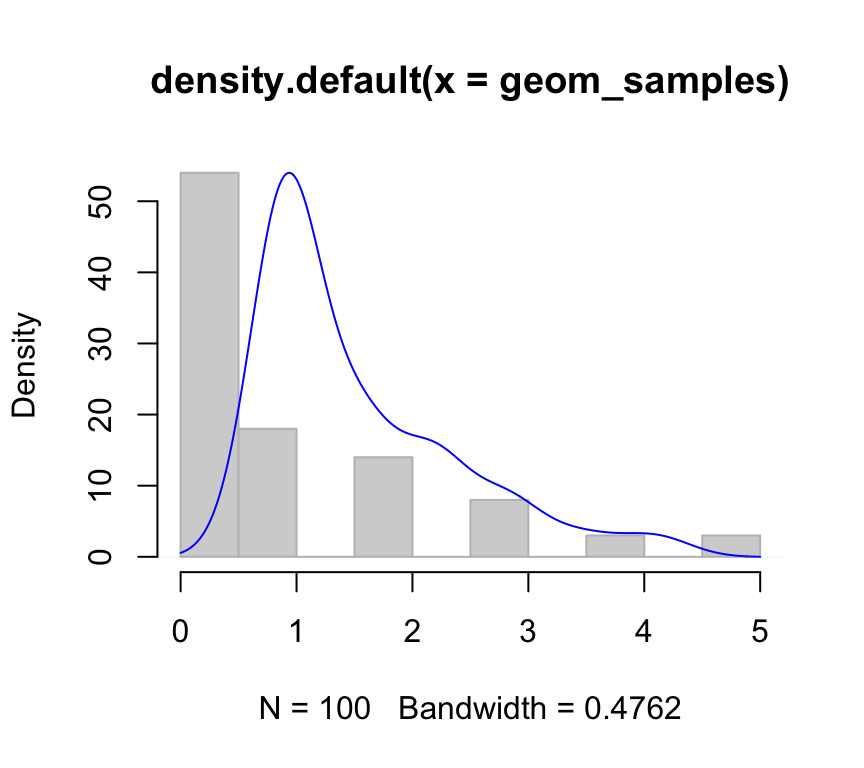 density.default(x = geom_samples)
Density
50
40
30
20
10
0
0 1 2 3 4 5
N = 100 Bandwidth = 0.4762